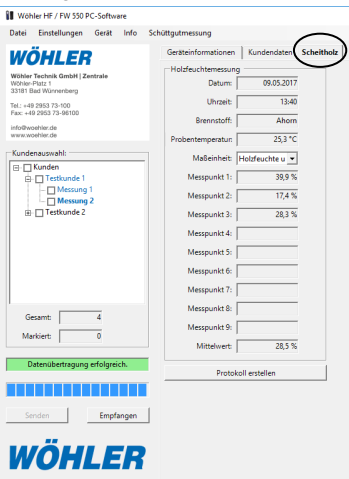 Wöhler HF / FW 550 PC-Software
Datei Einstellungen Gerät Info Schüttgutmessung
WÖHLER
Wöhler Technik GmbH | Zentrale
Wöhler-Platz 1
33181 Bad Wünnenberg
Tel.: +49 2953 73-100
Fax: +49 2953 73-96100
info@woehler.de
www.woehler.de
Kundenauswahl:
Kunden
Testkunde 1
Messung 1
Messung 2
Testkunde 2
Gesamt: 4
Markiert: 0
Datenübertragung erfolgreich.
Senden Empfangen
WÖHLER
Geräteinformationen Kundendaten Scheitholz
Holzfeuchtemessung
Datum: 09.05.2017
Uhrzeit: 13:40
Brennstoff: Ahorn
Probentemperatur 25,3 °C
Maßeinheit: Holzfeuchte u
Messpunkt 1: 39,9 %
Messpunkt 2: 17,4 %
Messpunkt 3: 28,3 %
Messpunkt 4:
Messpunkt 5:
Messpunkt 6:
Messpunkt 7:
Messpunkt 8:
Messpunkt 9:
Mittelwert: 28,5 %
Protokoll erstellen